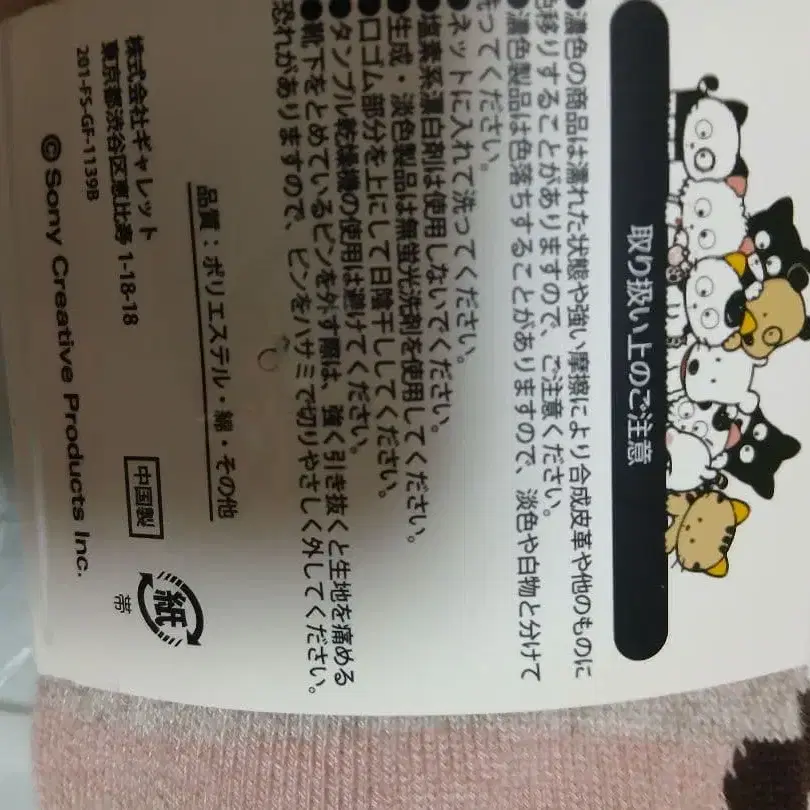 取り扱い上のご注意
●濃色の商品は濡れた状態や強い摩擦により合成皮革や他のものに
色移りすることがありますので、ご注意ください。
●濃色製品は色落ちすることがありますので、淡色や白物と分けて
洗ってください。
●ネットに入れて洗ってください。
●塩素系漂白剤は使用しないでください。
●生成・淡色製品は無蛍光洗剤を使用してください。
●口ゴム部分を上にして日陰干ししてください。
●タンブル乾燥機の使用は避けてください。
●靴下をとめているピンを外す際は、強く引き抜くと生地を痛める
恐れがありますので、ピンをハサミで切りやさしく外してください。
品質：ポリエステル・綿・その他
株式会社ギャレット
東京都渋谷区恵比寿 1-18-18
201-FS-GF-1139B
中国製
紙
帯
© Sony Creative Products Inc.